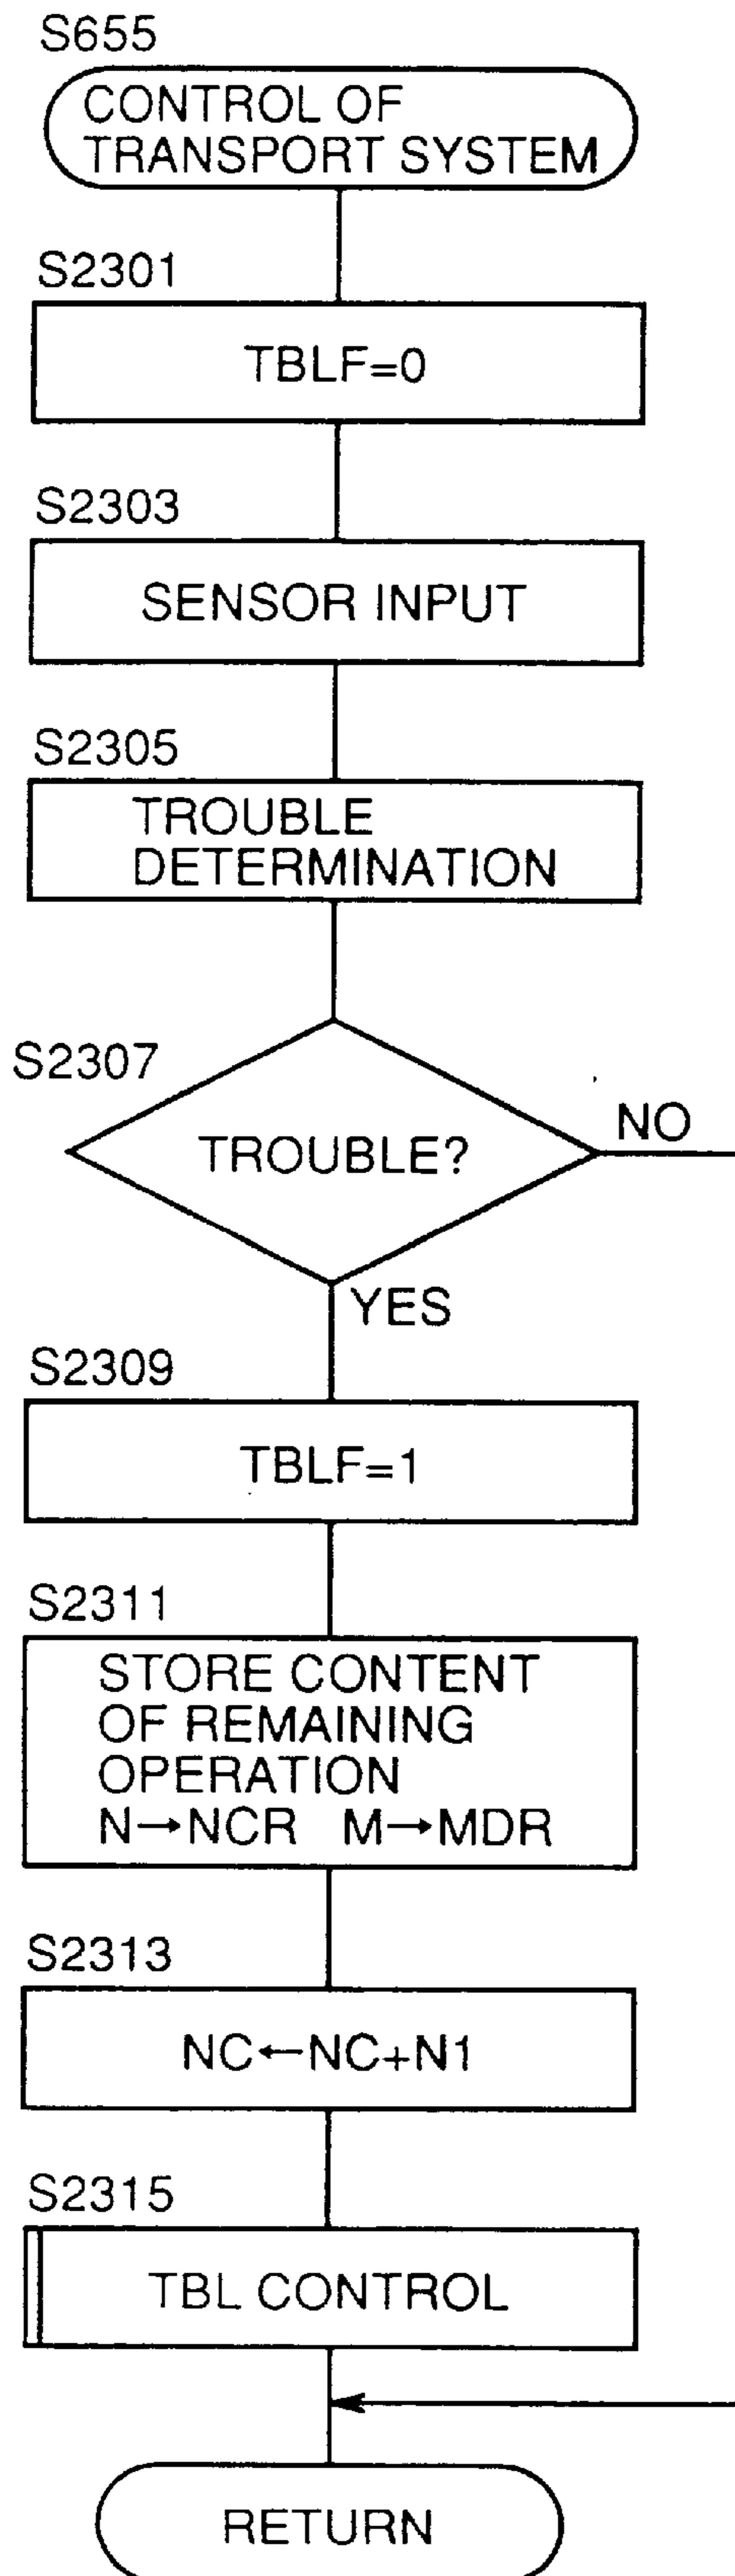 S655
CONTROL OF
TRANSPORT SYSTEM
S2301
TBLF=0
S2303
SENSOR INPUT
S2305
TROUBLE
DETERMINATION
S2307
TROUBLE?
NO
YES
S2309
TBLF=1
S2311
STORE CONTENT
OF REMAINING
OPERATION
N→NCR M→MDR
S2313
NC←NC+N1
S2315
TBL CONTROL
RETURN